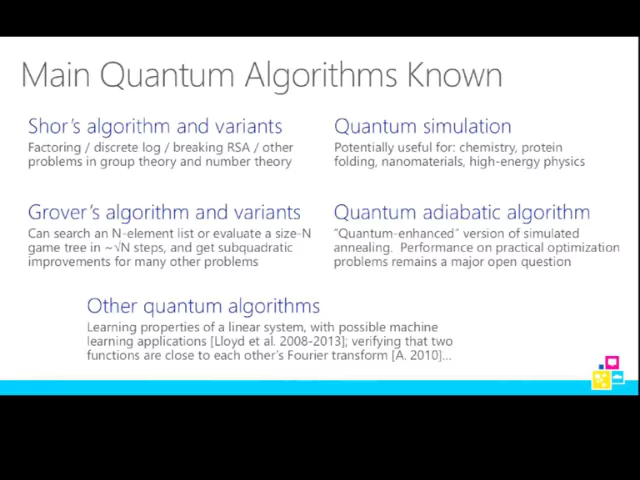 Main Quantum Algorithms Known
Shor's algorithm and variants
Factoring / discrete log / breaking RSA / other
problems in group theory and number theory
Quantum simulation
Potentially useful for: chemistry, protein
folding, nanomaterials, high-energy physics
Grover's algorithm and variants
Can search an N-element list or evaluate a size-N
game tree in ~√N steps, and get subquadratic
improvements for many other problems
Quantum adiabatic algorithm
"Quantum-enhanced" version of simulated
annealing. Performance on practical optimization
problems remains a major open question
Other quantum algorithms
Learning properties of a linear system, with possible machine
learning applications [Lloyd et al. 2008-2013]; verifying that two
functions are close to each other's Fourier transform [A. 2010]...